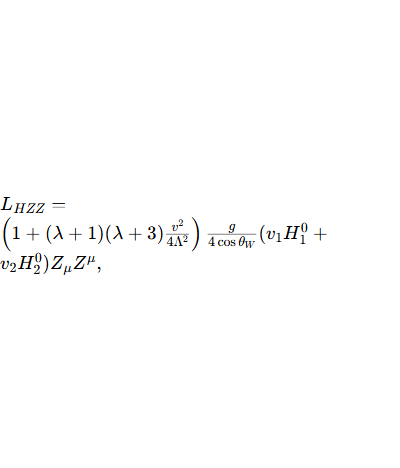 L_{HZZ} =
\left(1 + (\lambda + 1)(\lambda + 3)\frac{v^2}{4\Lambda^2}\right) \frac{g}{4\cos\theta_W}(v_1 H_1^0 +
v_2 H_2^0) Z_\mu Z^\mu,